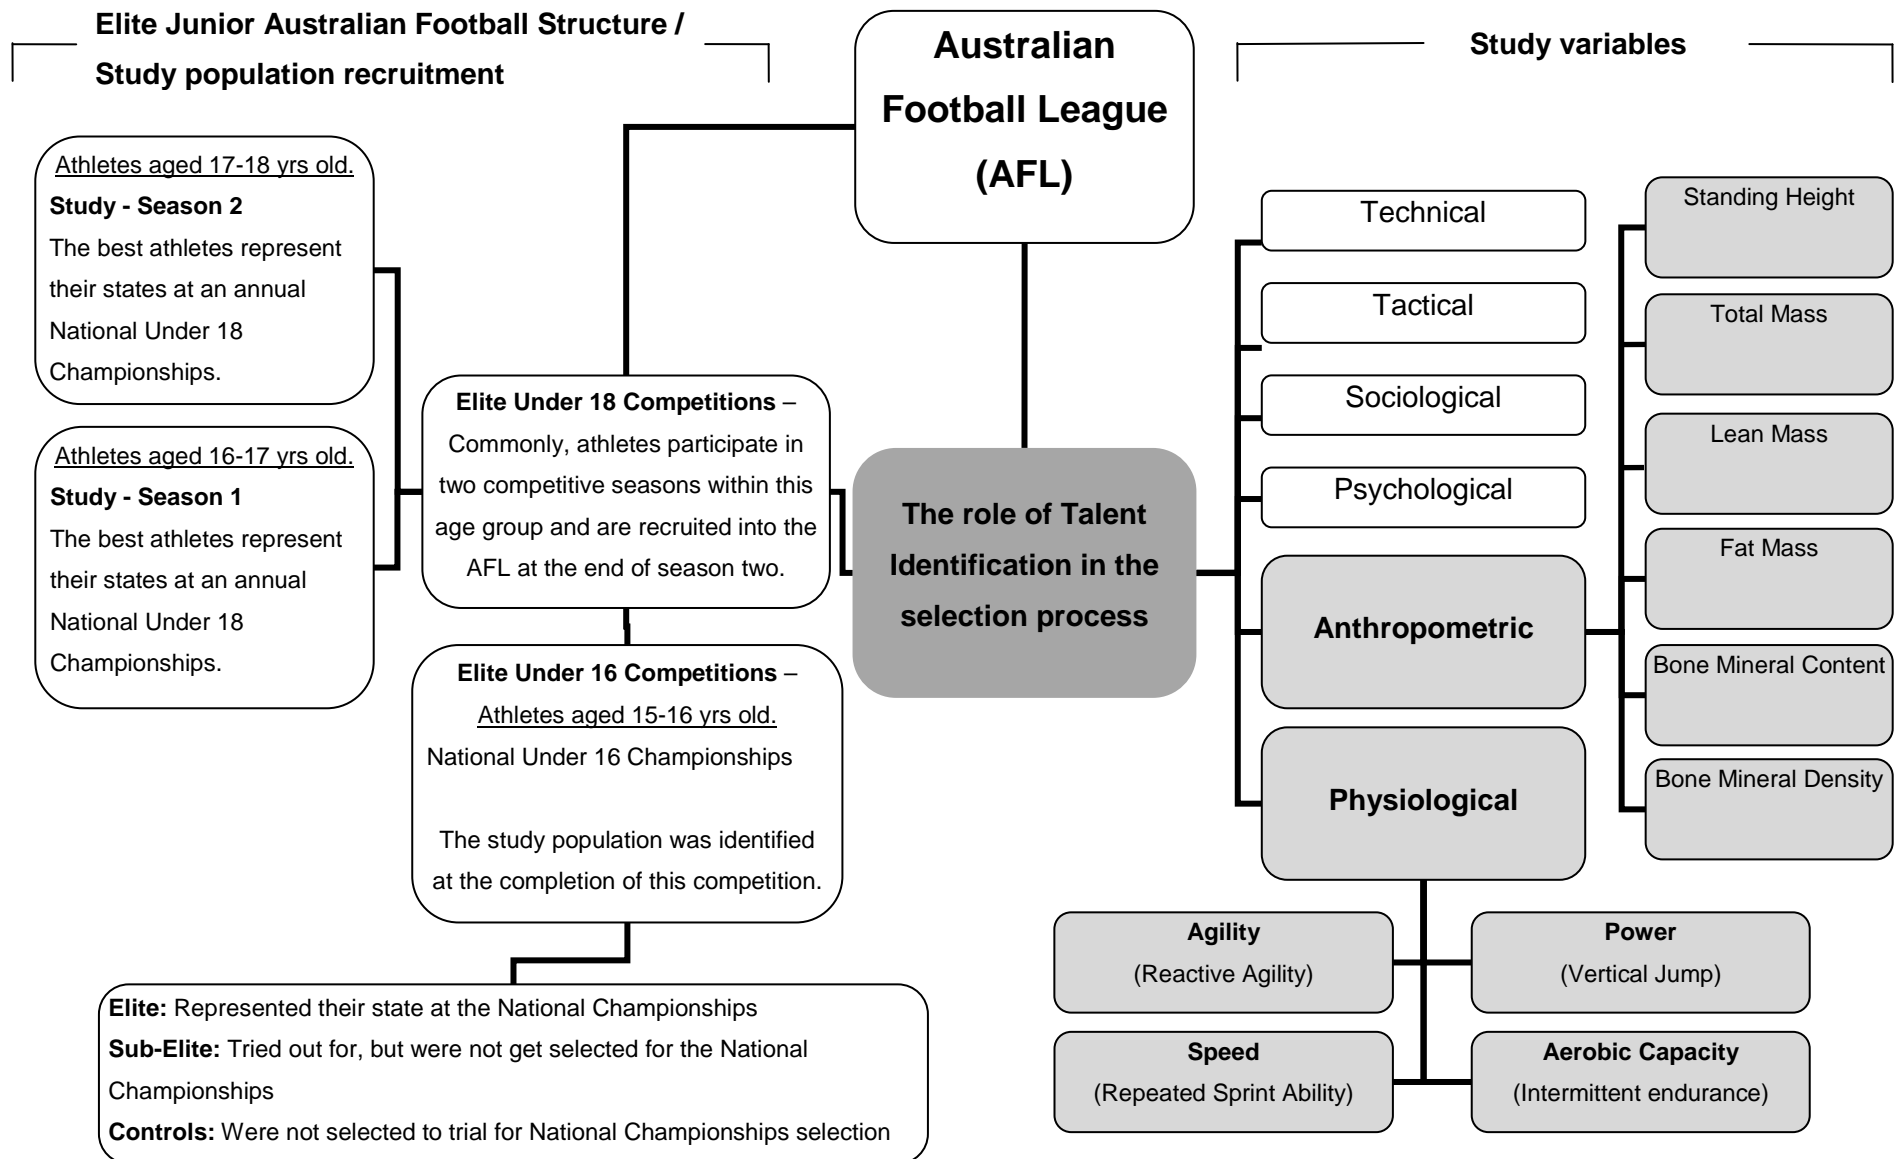 Elite Junior Australian Football Structure /
Study population recruitment
Australian
Football League
(AFL)
Study variables
Athletes aged 17-18 yrs old.
Study - Season 2
The best athletes represent
their states at an annual
National Under 18
Championships.
Athletes aged 16-17 yrs old.
Study - Season 1
The best athletes represent
their states at an annual
National Under 18
Championships.
Elite Under 18 Competitions –
Commonly, athletes participate in
two competitive seasons within this
age group and are recruited into the
AFL at the end of season two.
Elite Under 16 Competitions –
Athletes aged 15-16 yrs old.
National Under 16 Championships
The study population was identified
at the completion of this competition.
Elite: Represented their state at the National Championships
Sub-Elite: Tried out for, but were not get selected for the National
Championships
Controls: Were not selected to trial for National Championships selection
The role of Talent
Identification in the
selection process
Technical
Tactical
Sociological
Psychological
Anthropometric
Physiological
Standing Height
Total Mass
Lean Mass
Fat Mass
Bone Mineral Content
Bone Mineral Density
Agility
(Reactive Agility)
Power
(Vertical Jump)
Speed
(Repeated Sprint Ability)
Aerobic Capacity
(Intermittent endurance)